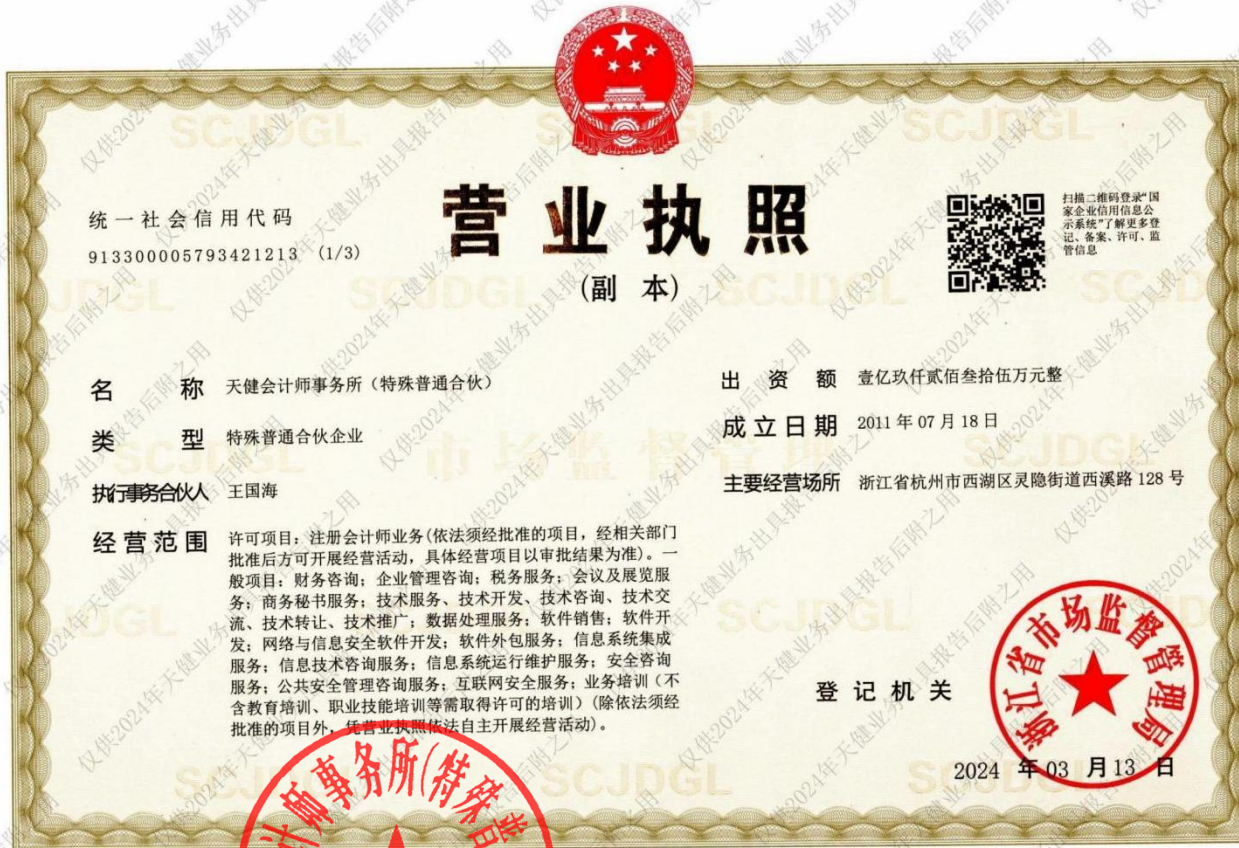 营业执照
(副 本)
统一社会信用代码
913300005793421213 (1/3)
扫描二维码登录“国
家企业信用信息公
示系统”了解更多登
记、备案、许可、监
管信息
名 称 天健会计师事务所（特殊普通合伙）
类 型 特殊普通合伙企业
执行事务合伙人 王国海
经营范围 许可项目：注册会计师业务(依法须经批准的项目，经相关部门
批准后方可开展经营活动，具体经营项目以审批结果为准)。一
般项目：财务咨询；企业管理咨询；税务服务；会议及展览服
务；商务秘书服务；技术服务、技术开发、技术咨询、技术交
流、技术转让、技术推广；数据处理服务；软件销售；软件开
发；网络与信息安全软件开发；软件外包服务；信息系统集成
服务；信息技术咨询服务；信息系统运行维护服务；安全咨询
服务；公共安全管理咨询服务；互联网安全服务；业务培训（不
含教育培训、职业技能培训等需取得许可的培训）(除依法须经
批准的项目外，凭营业执照依法自主开展经营活动)。
出 资 额 壹亿玖仟贰佰叁拾伍万元整
成立日期 2011 年 07 月 18 日
主要经营场所 浙江省杭州市西湖区灵隐街道西溪路 128 号
登记机关
浙江省市场监督管理局
2024 年 03 月 13 日
计师事务所(特殊普
SCJDGL
市场监督管理
仅供2024年天健业务出具报告后附之用